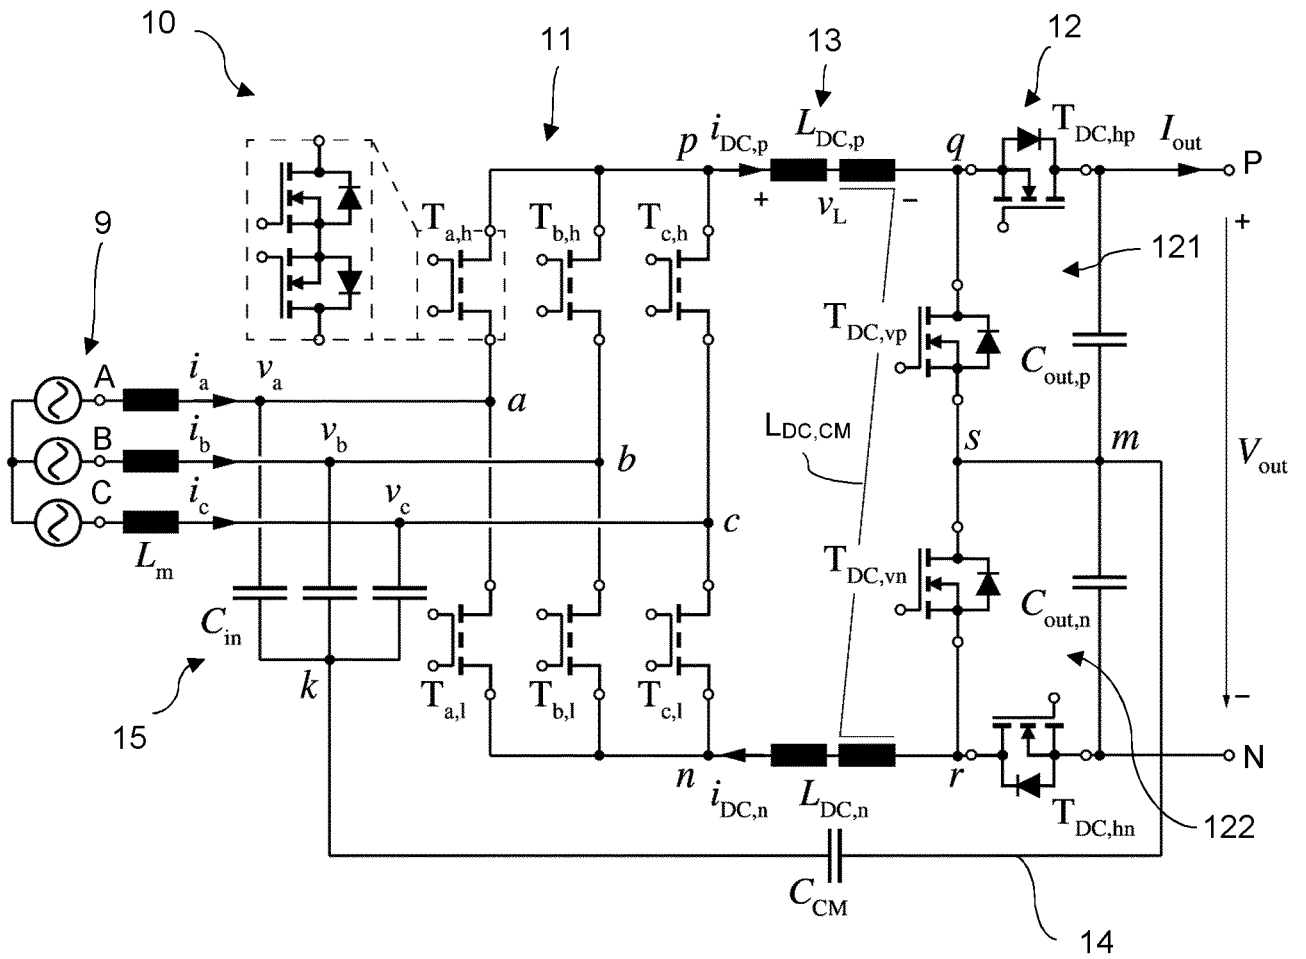 10
11
13
12
p
i_DC,p
L_DC,p
q
T_DC,hp
I_out
P
+
v_L
−
+
T_a,h
T_b,h
T_c,h
9
121
T_DC,vp
C_out,p
A
i_a
v_a
a
L_DC,CM
s
m
V_out
B
i_b
v_b
b
C
i_c
v_c
c
L_m
T_DC,vn
C_out,n
C_in
k
15
T_a,l
T_b,l
T_c,l
−
n
i_DC,n
L_DC,n
r
T_DC,hn
N
122
C_CM
14